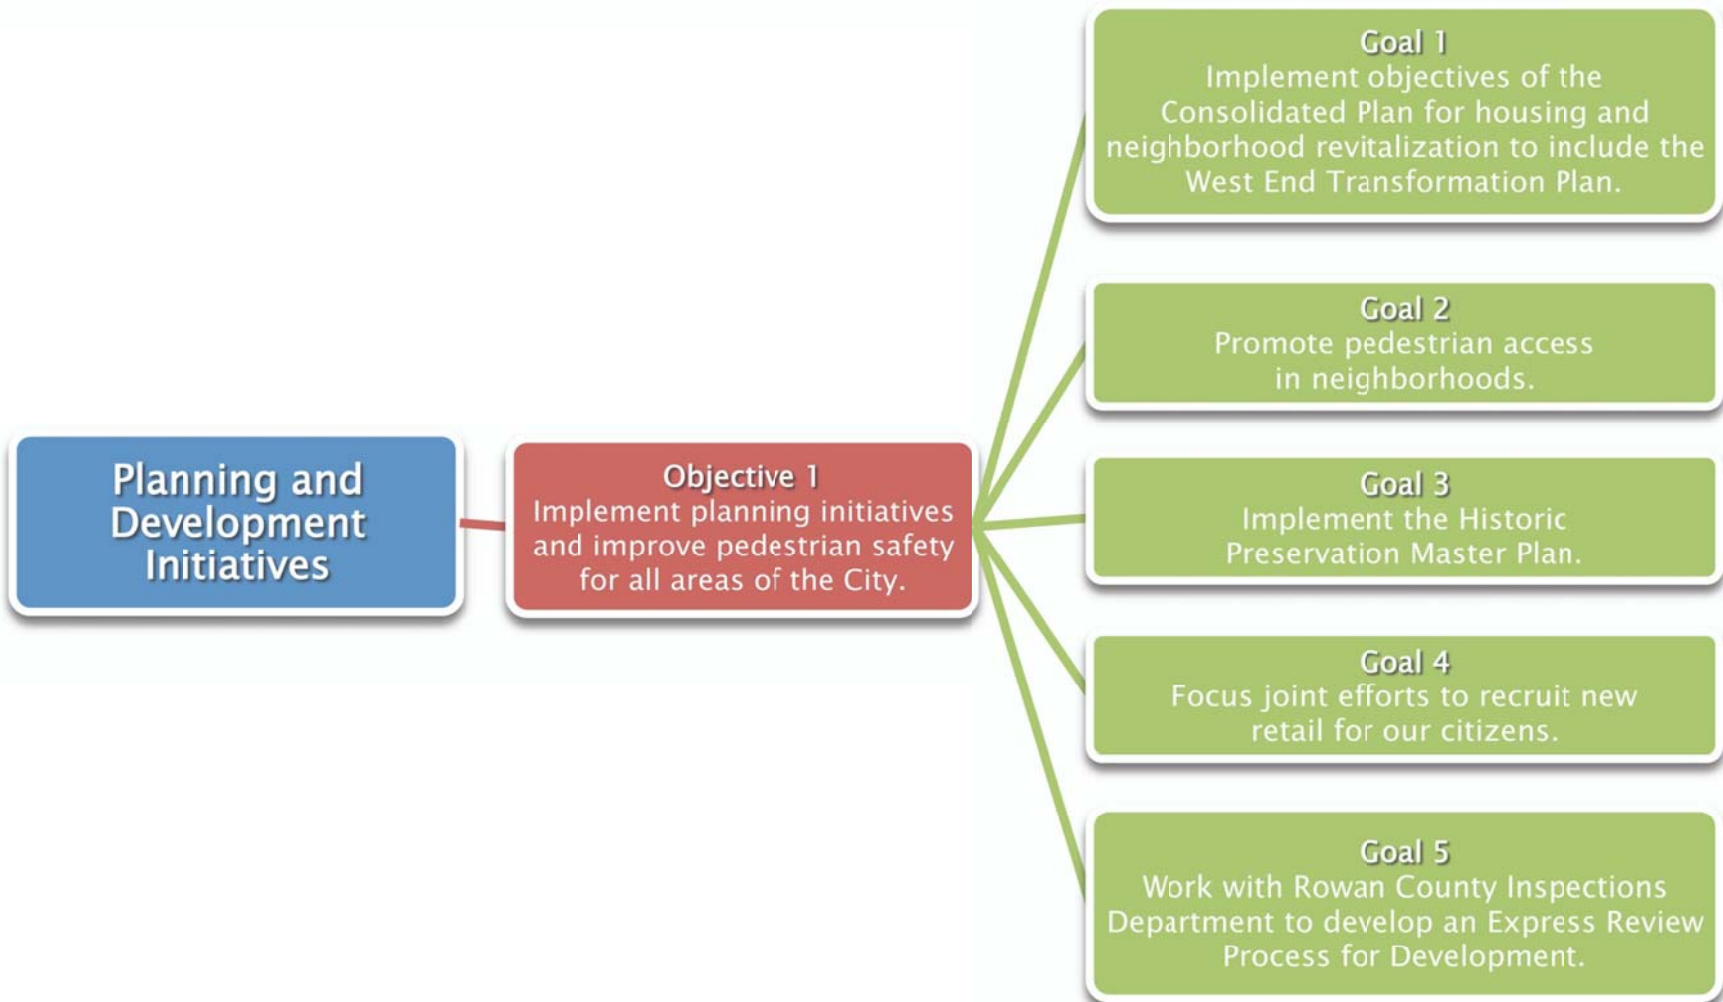 Planning and
Development
Initiatives
Objective 1
Implement planning initiatives
and improve pedestrian safety
for all areas of the City.
Goal 1
Implement objectives of the
Consolidated Plan for housing and
neighborhood revitalization to include the
West End Transformation Plan.
Goal 2
Promote pedestrian access
in neighborhoods.
Goal 3
Implement the Historic
Preservation Master Plan.
Goal 4
Focus joint efforts to recruit new
retail for our citizens.
Goal 5
Work with Rowan County Inspections
Department to develop an Express Review
Process for Development.